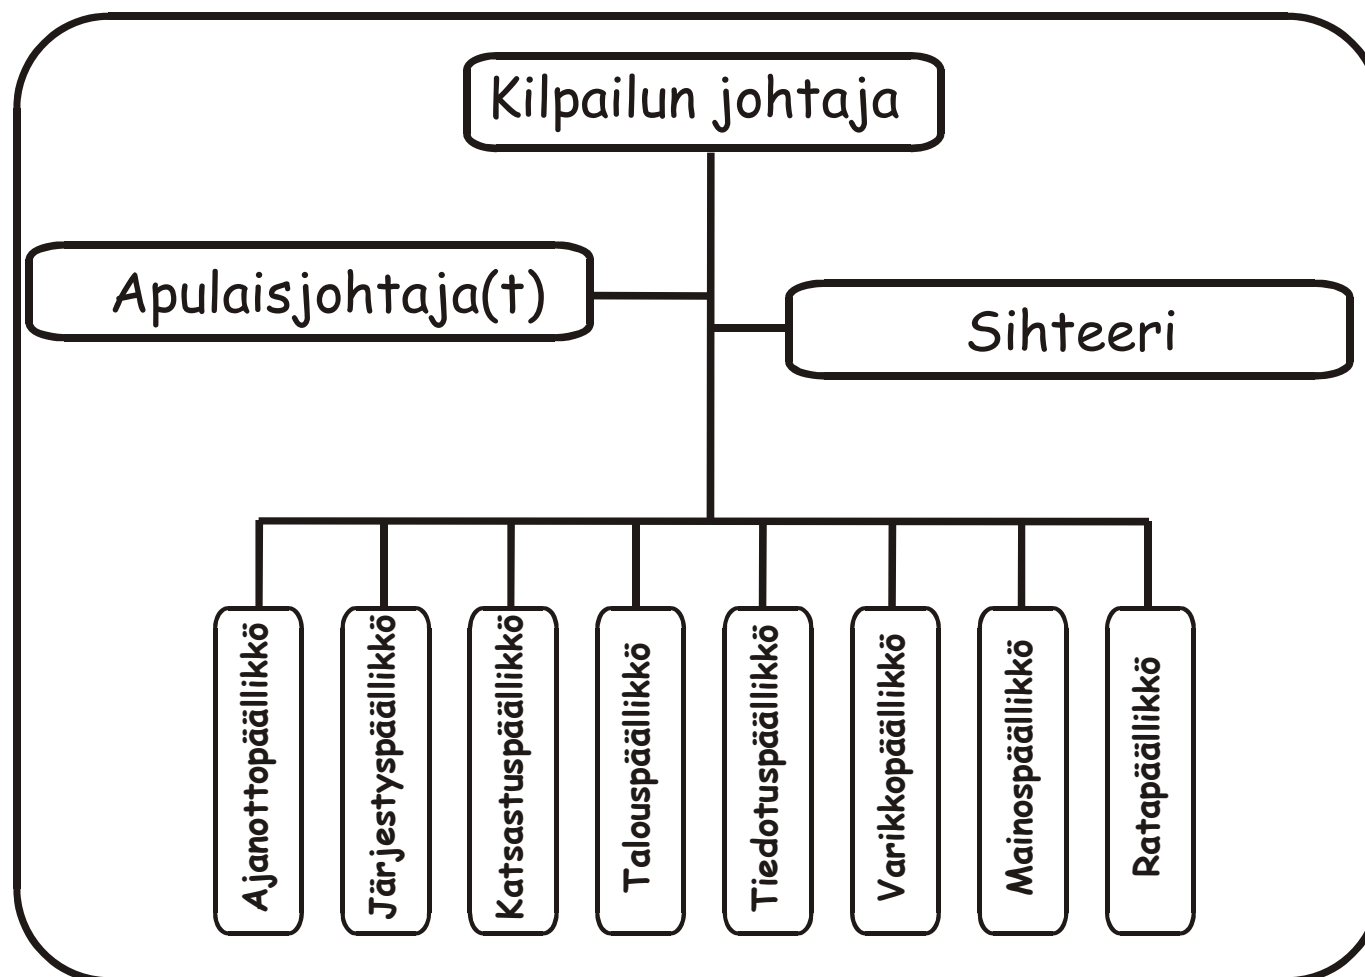 Kilpailun johtaja
Apulaisjohtaja(t)
Sihteeri
Ajanottopäällikkö
Järjestyspäällikkö
Katsastuspäällikkö
Talouspäällikkö
Tiedotuspäällikkö
Varikkopäällikkö
Mainospäällikkö
Ratapäällikkö